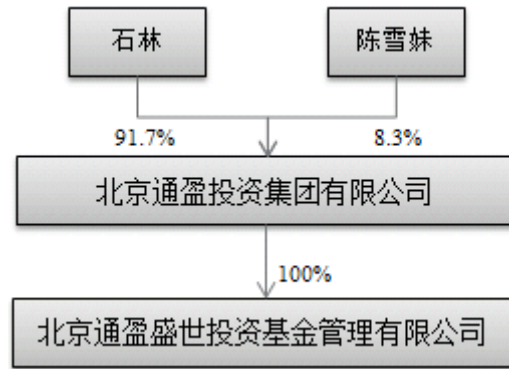 石林
陈雪妹
91.7%
8.3%
北京通盈投资集团有限公司
100%
北京通盈盛世投资基金管理有限公司